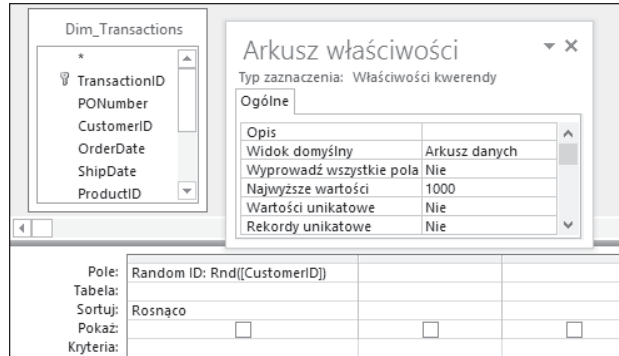 Dim_Transactions
*
TransactionID
PONumber
CustomerID
OrderDate
ShipDate
ProductID
Arkusz właściwości
Typ zaznaczenia: Właściwości kwerendy
Ogólne
Opis
Widok domyślny Arkusz danych
Wyprowadź wszystkie pola Nie
Najwyższe wartości 1000
Wartości unikatowe Nie
Rekordy unikatowe Nie
Pole: Random ID: Rnd([CustomerID])
Tabela:
Sortuj: Rosnąco
Pokaż:
Kryteria: